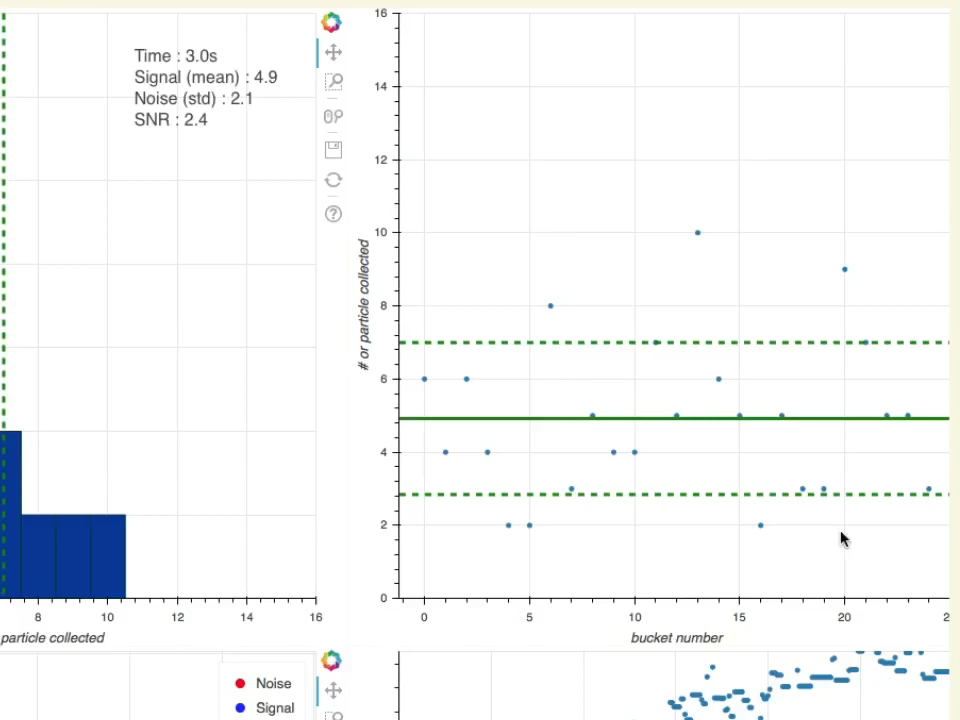 Time : 3.0s
Signal (mean) : 4.9
Noise (std) : 2.1
SNR : 2.4
8 10 12 14 16
particle collected
16
14
12
10
8
6
4
2
0
# or particle collected
0 5 10 15 20
bucket number
Noise
Signal